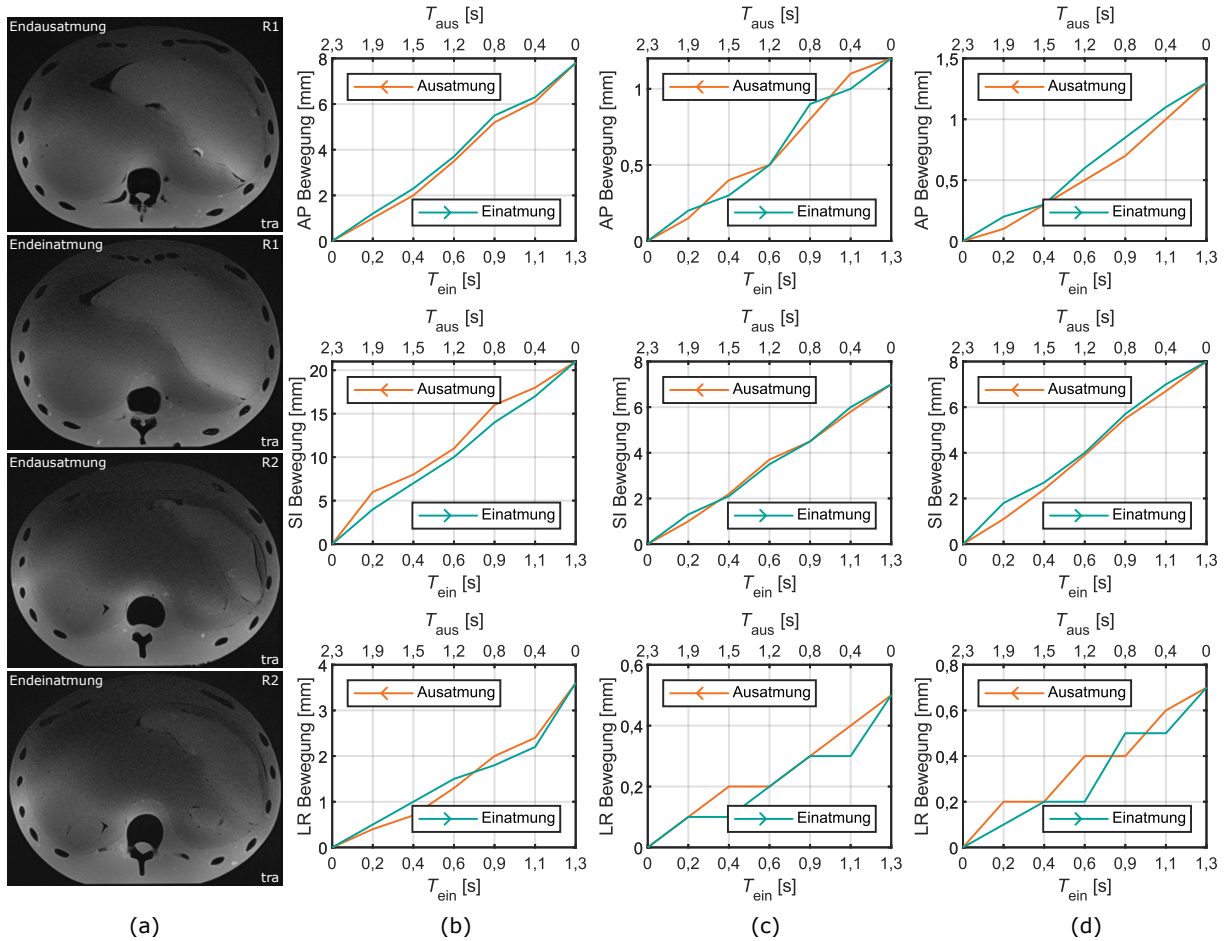 Endausatmung R1
tra
Endeinatmung R1
tra
Endausatmung R2
tra
Endeinatmung R2
tra
(a)
T_aus [s]
2,3 1,9 1,5 1,2 0,8 0,4 0
AP Bewegung [mm]
8
6
4
2
0
Ausatmung
Einatmung
0 0,2 0,4 0,6 0,9 1,1 1,3
T_ein [s]
T_aus [s]
2,3 1,9 1,5 1,2 0,8 0,4 0
SI Bewegung [mm]
20
15
10
5
0
Ausatmung
Einatmung
0 0,2 0,4 0,6 0,9 1,1 1,3
T_ein [s]
T_aus [s]
2,3 1,9 1,5 1,2 0,8 0,4 0
LR Bewegung [mm]
4
3
2
1
0
Ausatmung
Einatmung
0 0,2 0,4 0,6 0,9 1,1 1,3
T_ein [s]
(b)
T_aus [s]
2,3 1,9 1,5 1,2 0,8 0,4 0
AP Bewegung [mm]
1
0,5
0
Ausatmung
Einatmung
0 0,2 0,4 0,6 0,9 1,1 1,3
T_ein [s]
T_aus [s]
2,3 1,9 1,5 1,2 0,8 0,4 0
SI Bewegung [mm]
8
6
4
2
0
Ausatmung
Einatmung
0 0,2 0,4 0,6 0,9 1,1 1,3
T_ein [s]
T_aus [s]
2,3 1,9 1,5 1,2 0,8 0,4 0
LR Bewegung [mm]
0,6
0,4
0,2
0
Ausatmung
Einatmung
0 0,2 0,4 0,6 0,9 1,1 1,3
T_ein [s]
(c)
T_aus [s]
2,3 1,9 1,5 1,2 0,8 0,4 0
AP Bewegung [mm]
1,5
1
0,5
0
Ausatmung
Einatmung
0 0,2 0,4 0,6 0,9 1,1 1,3
T_ein [s]
T_aus [s]
2,3 1,9 1,5 1,2 0,8 0,4 0
SI Bewegung [mm]
8
6
4
2
0
Ausatmung
Einatmung
0 0,2 0,4 0,6 0,9 1,1 1,3
T_ein [s]
T_aus [s]
2,3 1,9 1,5 1,2 0,8 0,4 0
LR Bewegung [mm]
0,8
0,6
0,4
0,2
0
Ausatmung
Einatmung
0 0,2 0,4 0,6 0,9 1,1 1,3
T_ein [s]
(d)